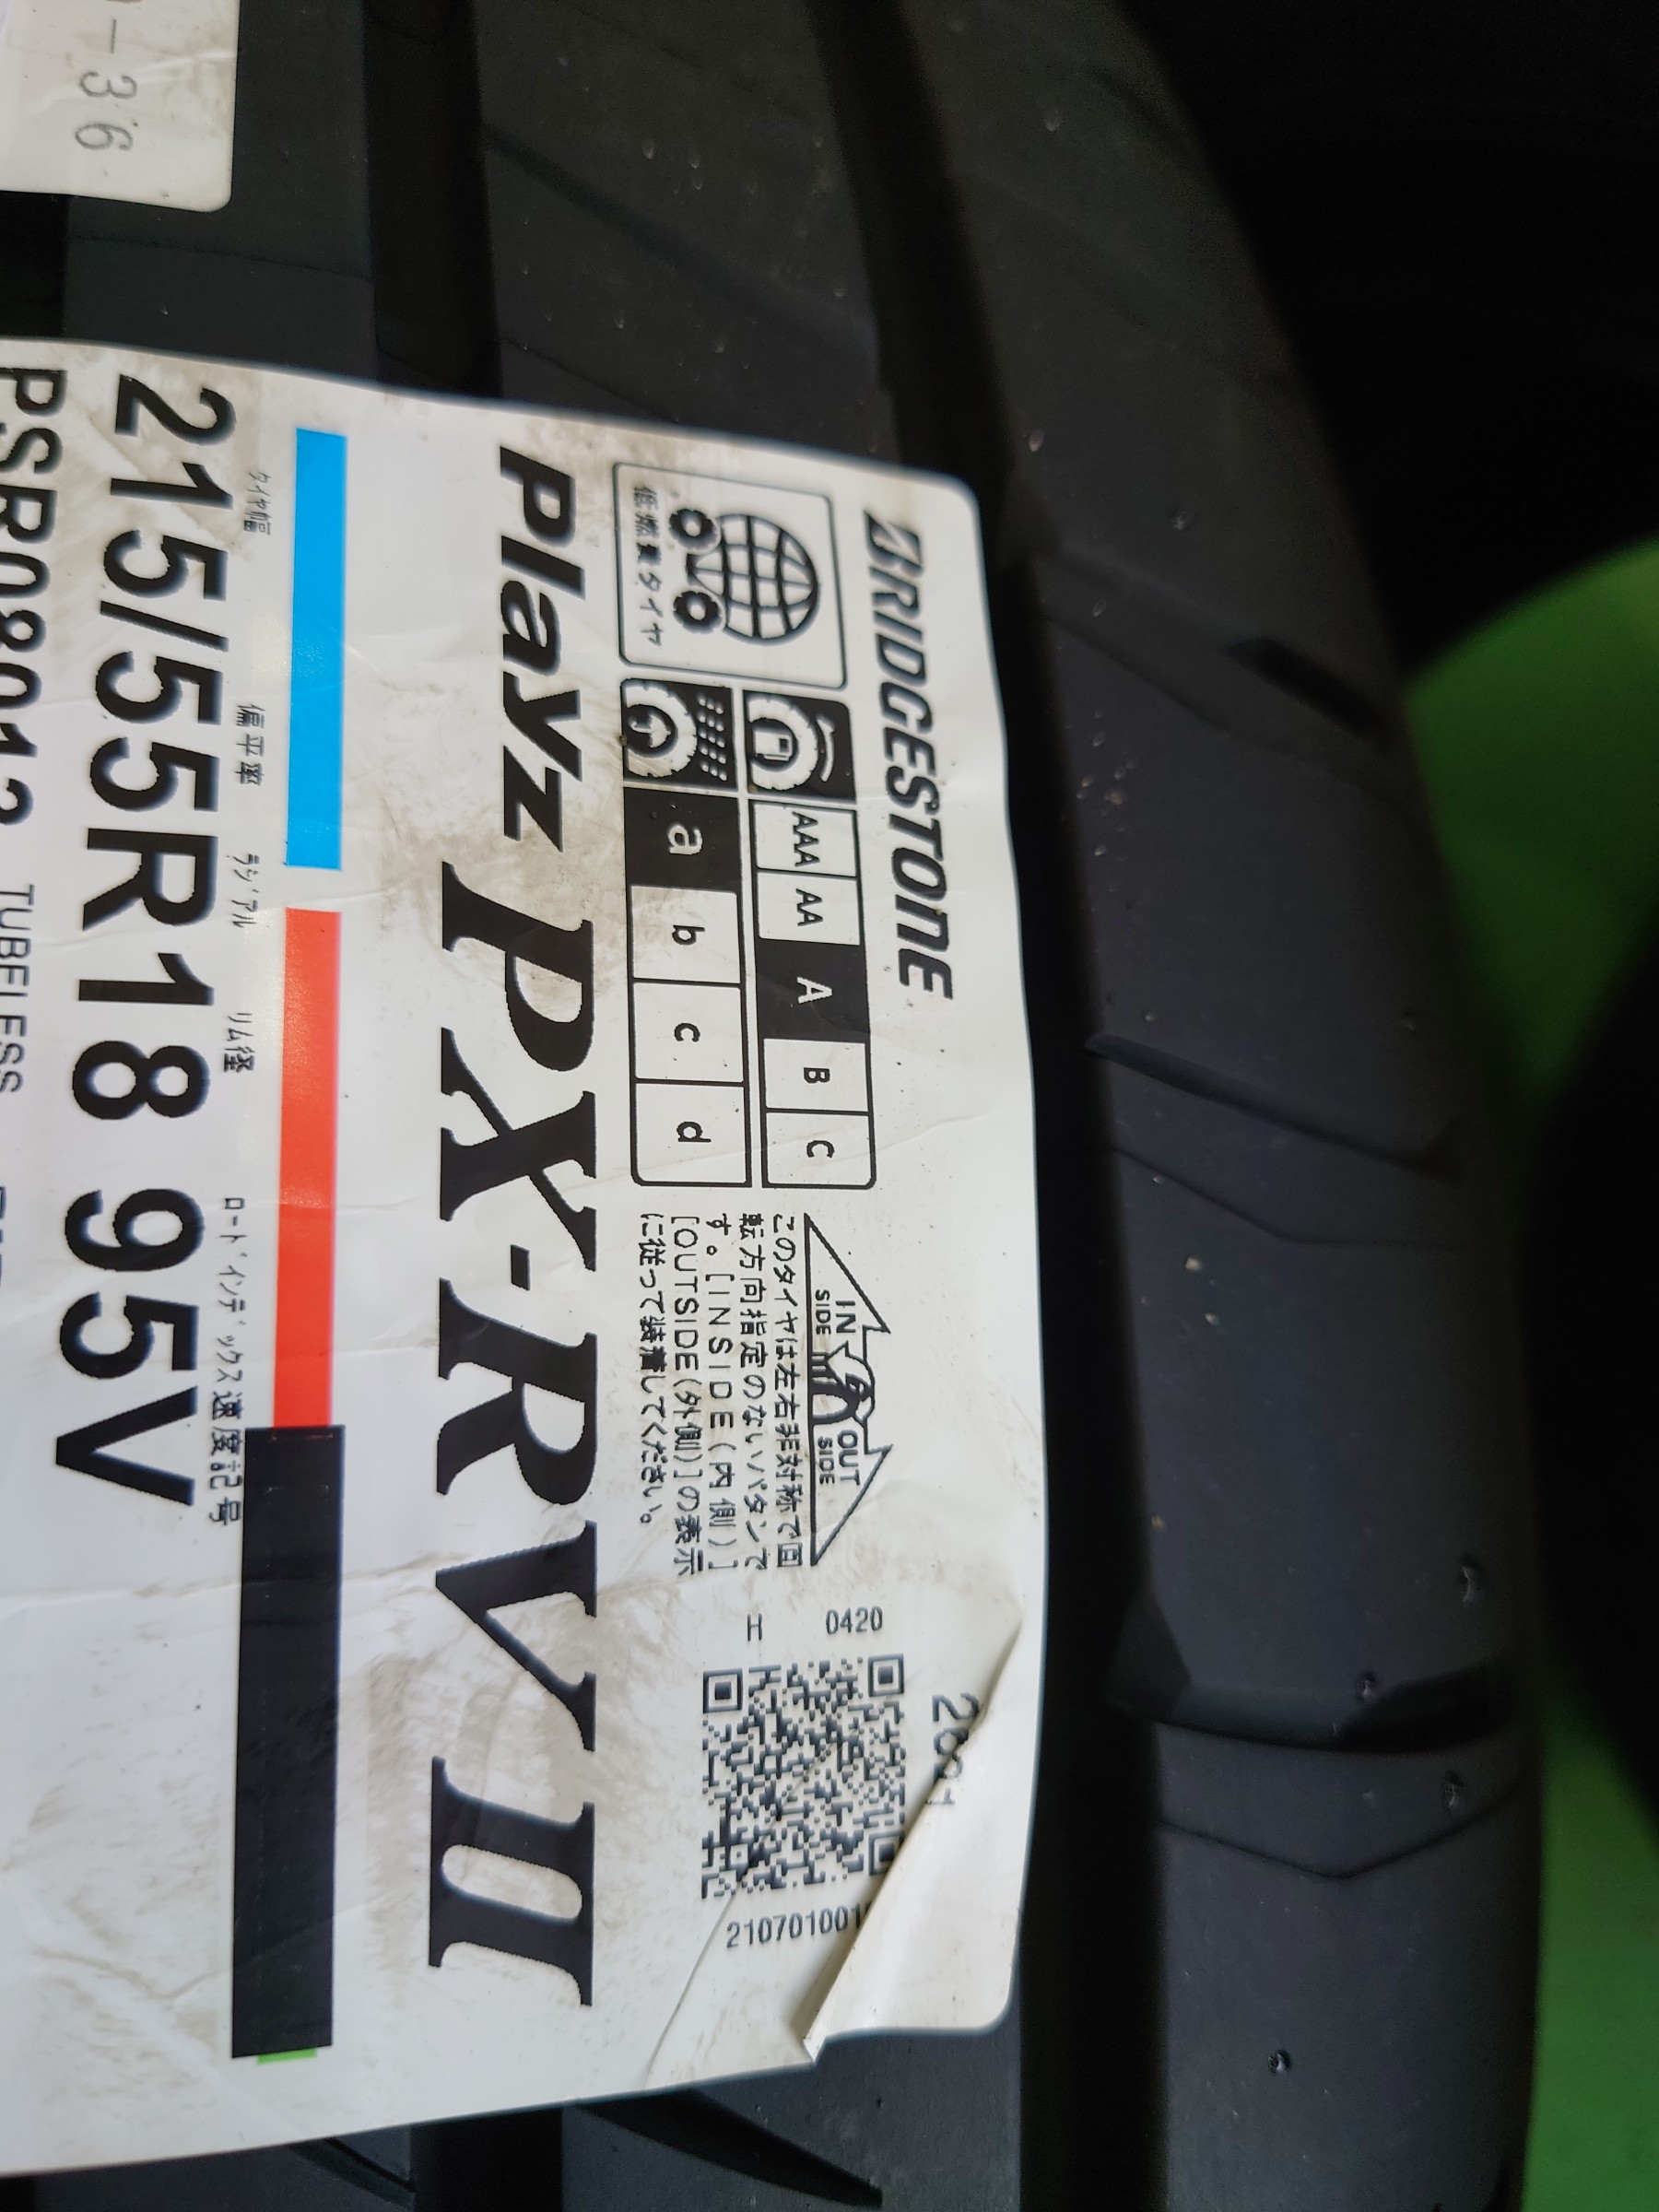 -36
BRIDGESTONE
低燃費タイヤ
AAA AA A B C
a b c d
IN SIDE
OUT SIDE
このタイヤは左右非対称で回
転方向指定のないパタンで
す。[INSIDE(内側)]
[OUTSIDE(外側)]の表示
に従って装着してください。
0420
エ
210701001
Playz PX-RVII
タイヤ幅 偏平率 ラジアル リム径 ロードインデックス 速度記号
215/55R18 95V
PSR08012 TUBELESS